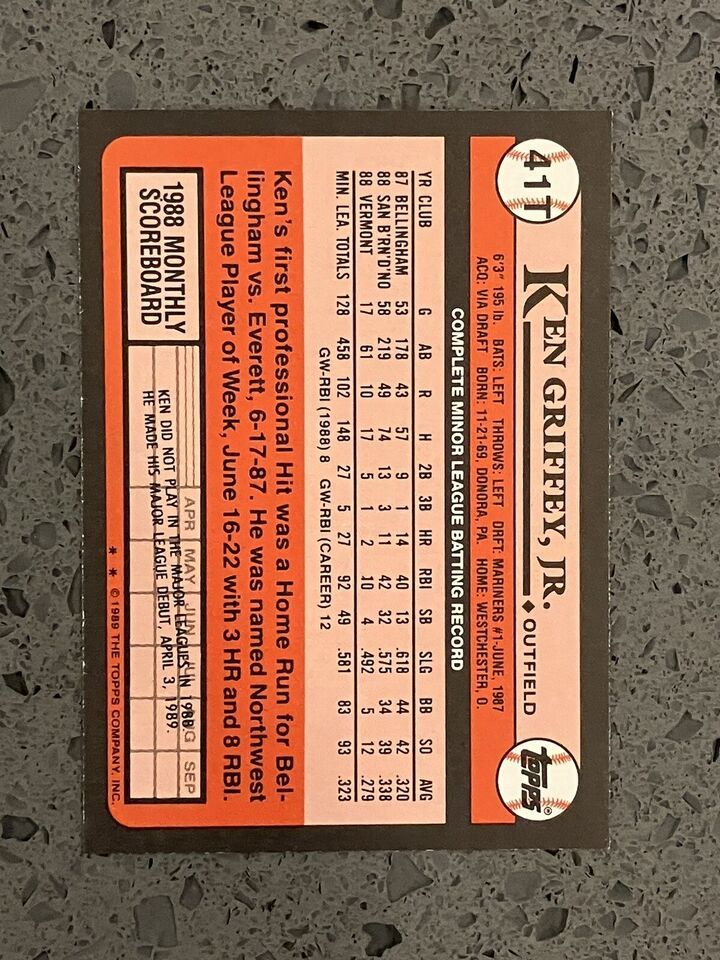 41T
KEN GRIFFEY, JR. ♦ OUTFIELD
topps®
6'3" 195 lb. BATS: LEFT THROWS: LEFT DRFT: MARINERS #1-JUNE, 1987
ACQ: VIA DRAFT BORN: 11-21-69, DONORA, PA. HOME: WESTCHESTER, O.
COMPLETE MINOR LEAGUE BATTING RECORD
YR CLUB G AB R H 2B 3B HR RBI SB SLG BB SO AVG
87 BELLINGHAM 53 178 43 57 9 1 14 40 13 .618 44 42 .320
88 SAN B'RN'D'NO 58 219 49 74 13 3 11 42 32 .575 34 39 .338
88 VERMONT 17 61 10 17 5 1 2 10 4 .492 5 12 .279
MIN. LEA. TOTALS 128 458 102 148 27 5 27 92 49 .581 83 93 .323
GW-RBI (1988) 8 GW-RBI (CAREER) 12
Ken's first professional Hit was a Home Run for Bel-
lingham vs. Everett, 6-17-87. He was named Northwest
League Player of Week, June 16-22 with 3 HR and 8 RBI.
1988 MONTHLY
SCOREBOARD
APR MAY JUN JUL AUG SEP
KEN DID NOT PLAY IN THE MAJOR LEAGUES IN 1988.
HE MADE HIS MAJOR LEAGUE DEBUT, APRIL 3, 1989.
* * © 1989 THE TOPPS COMPANY, INC.